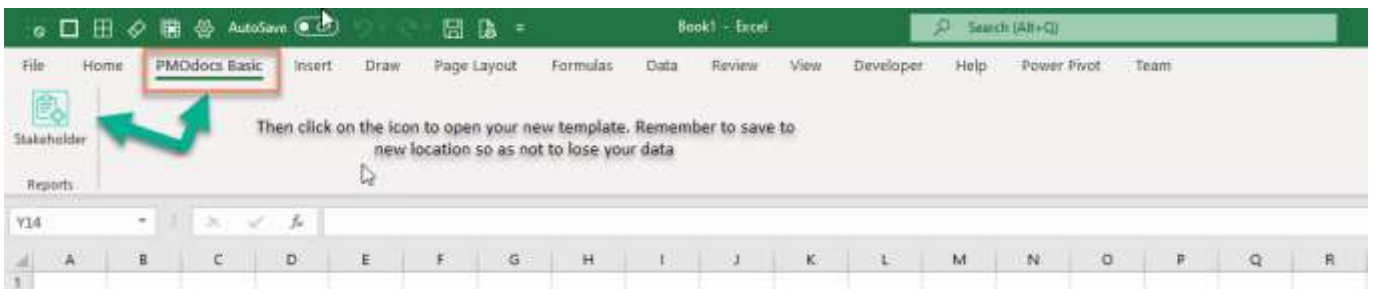 AutoSave Off Book1 - Excel Search (Alt+Q)
File Home PMOdocs Basic Insert Draw Page Layout Formulas Data Review View Developer Help Power Pivot Team
Then click on the icon to open your new template. Remember to save to
new location so as not to lose your data
Stakeholder
Reports
Y14 fx
A B C D E F G H I J K L M N O P Q R
1